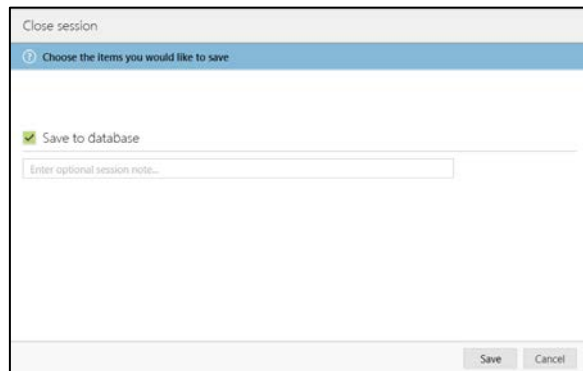 Close session
? Choose the items you would like to save
Save to database
Enter optional session note...
Save Cancel